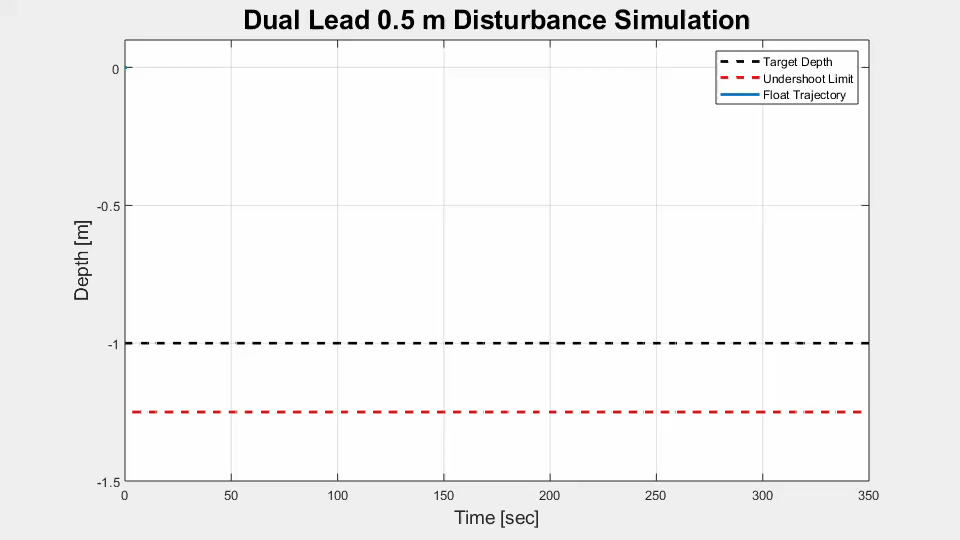 Dual Lead 0.5 m Disturbance Simulation
Target Depth
Undershoot Limit
Float Trajectory
0
-0.5
-1
-1.5
Depth [m]
0 50 100 150 200 250 300 350
Time [sec]